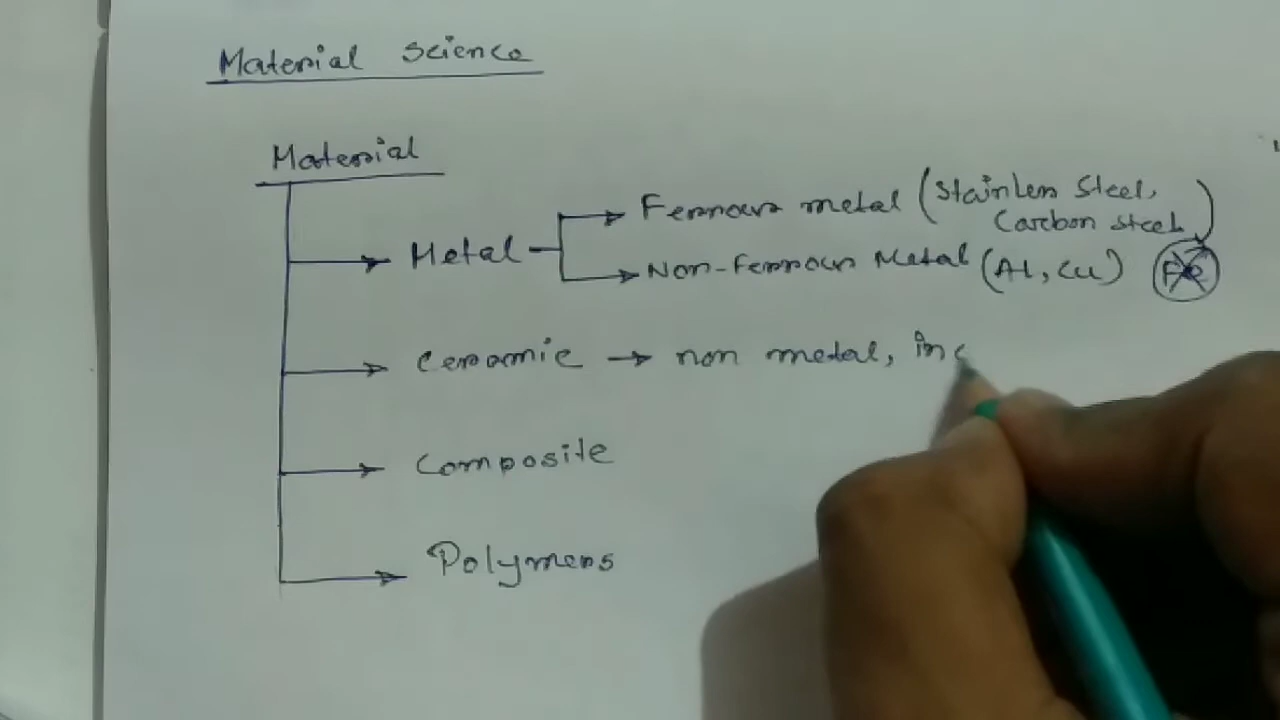 Material Science
Material
Metal
Ferrous metal (Stainless Steel,
Carbon steel)
Non-Ferrous Metal (Al, Cu) Fe
Ceramic → non metal, in
Composite
Polymers